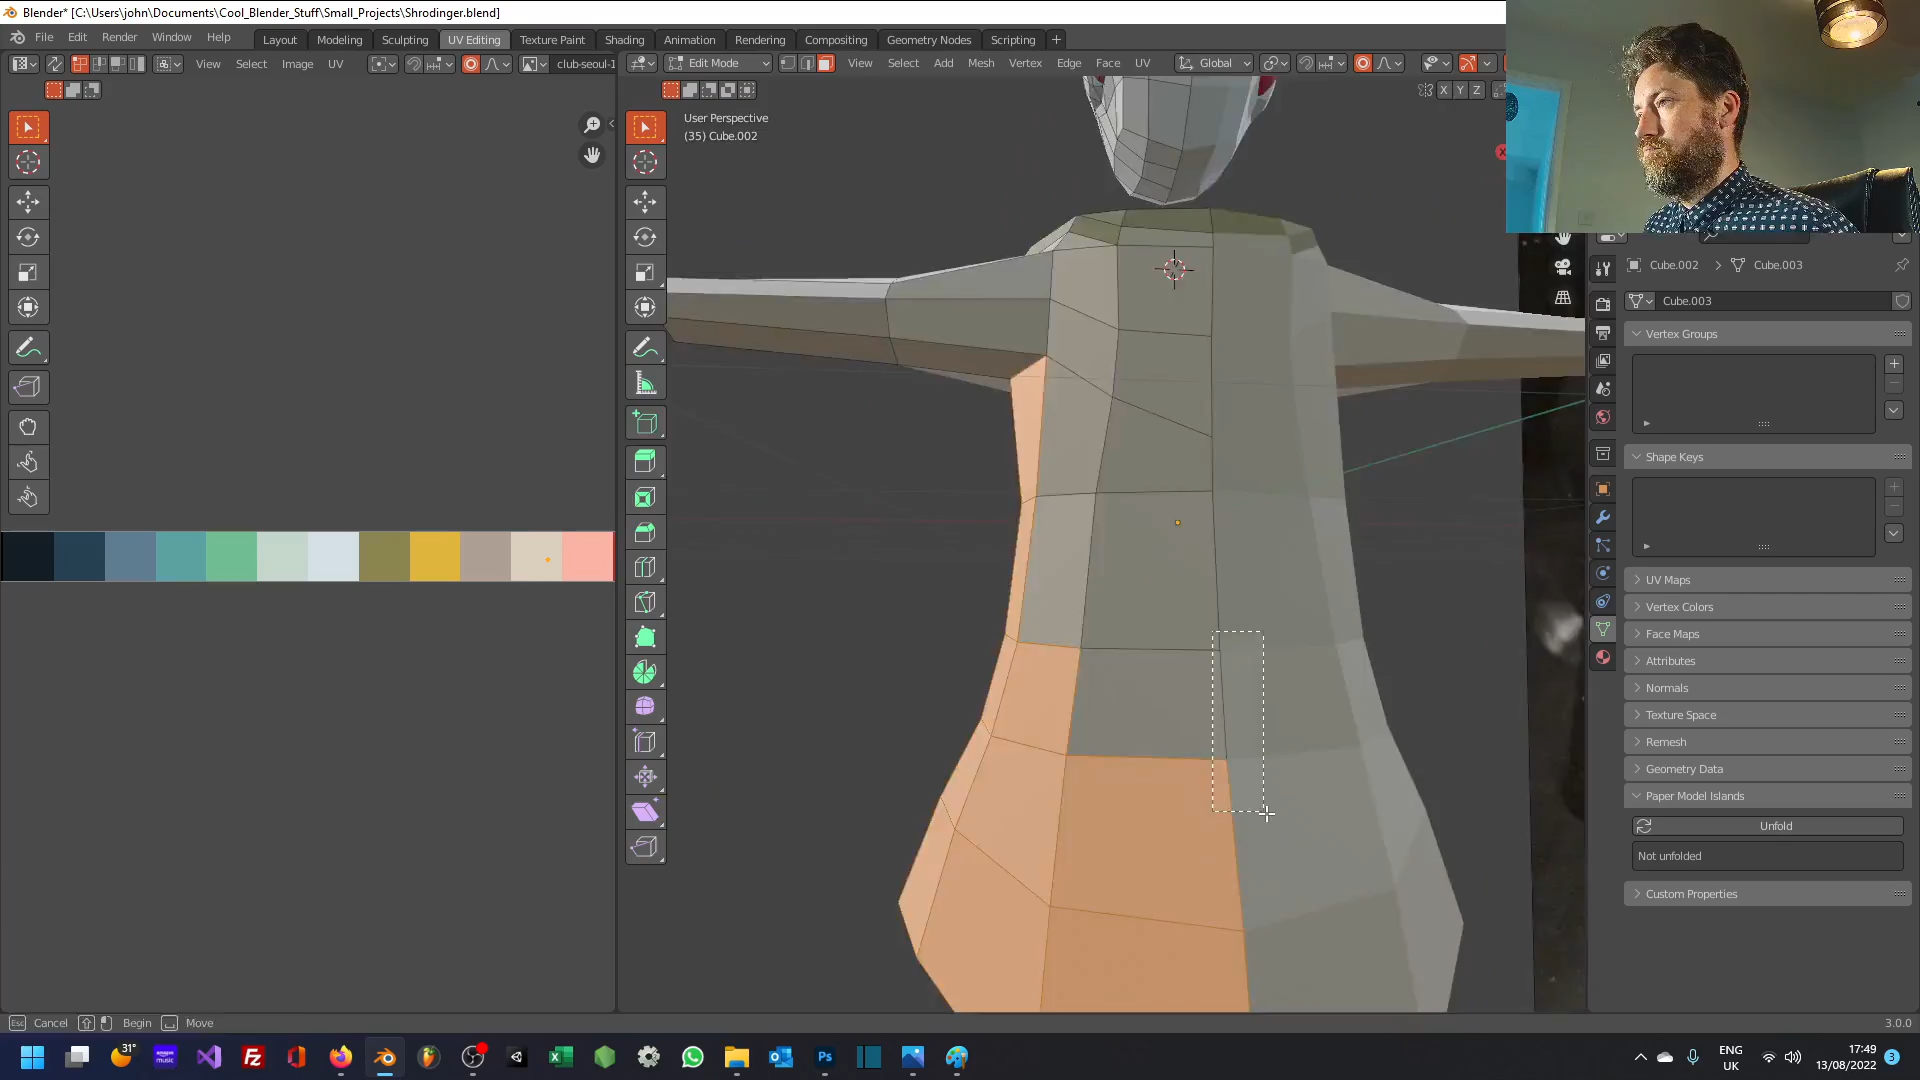 Blender* [C:\Users\john\Documents\Cool_Blender_Stuff\Small_Projects\Shrodinger.blend]
File Edit Render Window Help Layout Modeling Sculpting UV Editing Texture Paint Shading Animation Rendering Compositing Geometry Nodes Scripting +
View Select Image UV club-seoul-1 Edit Mode View Select Add Mesh Vertex Edge Face UV Global
X Y Z
User Perspective
(35) Cube.002
Cube.002 > Cube.003
Cube.003
Vertex Groups
Shape Keys
UV Maps
Vertex Colors
Face Maps
Attributes
Normals
Texture Space
Remesh
Geometry Data
Paper Model Islands
Unfold
Not unfolded
Custom Properties
Esc Cancel Begin Move 3.0.0
31°
music
ENG
UK
17:49
13/08/2022
3